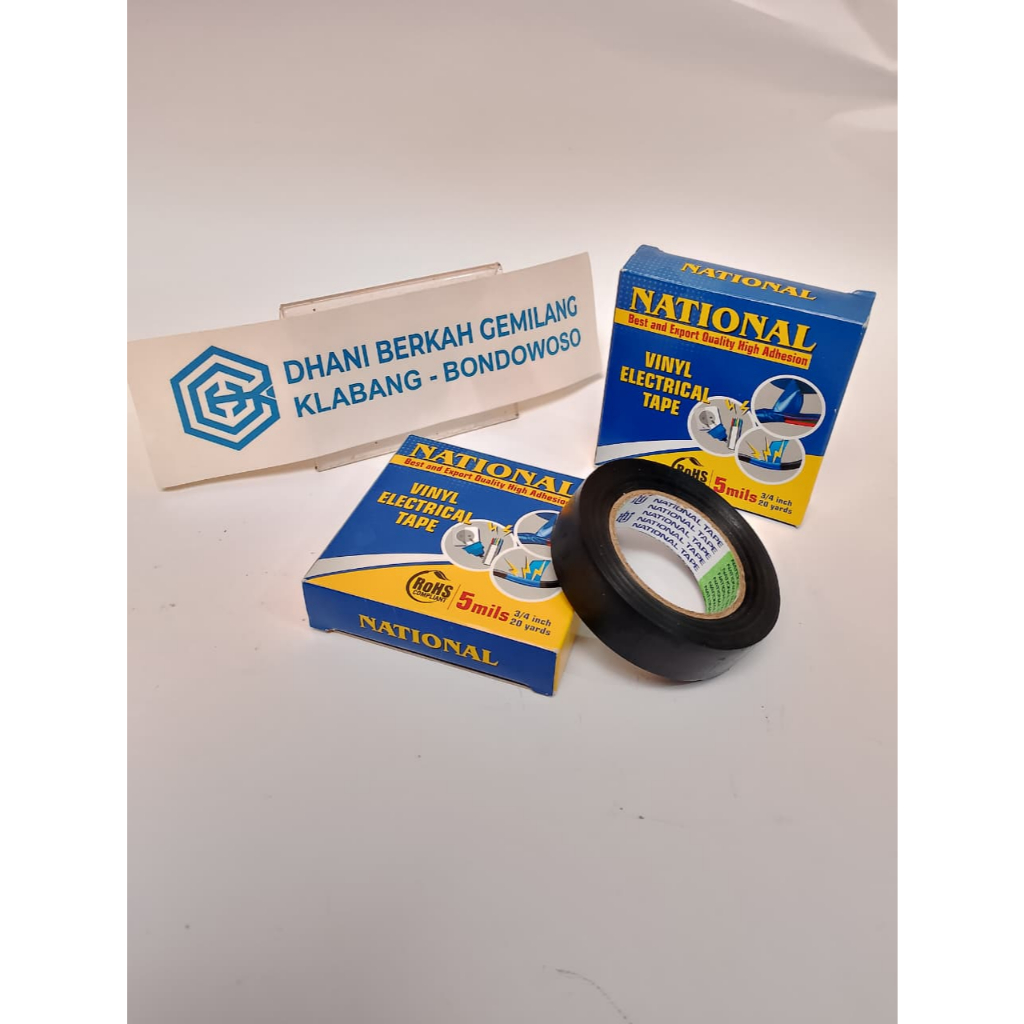 DHANI BERKAH GEMILANG
KLABANG - BONDOWOSO
NATIONAL
NATIONAL
Best and Export Quality High Adhesion
VINYL
ELECTRICAL
TAPE
RoHS
5mils
3/4 inch
20 yards
NATIONAL
Best and Export Quality High Adhesion
VINYL
ELECTRICAL
TAPE
RoHS
COMPLIANT
5mils
3/4 inch
20 yards
NATIONAL
NATIONAL TAPE
NATIONAL TAPE
NATIONAL TAPE
NATIONAL TAPE
NATIONAL TAPE